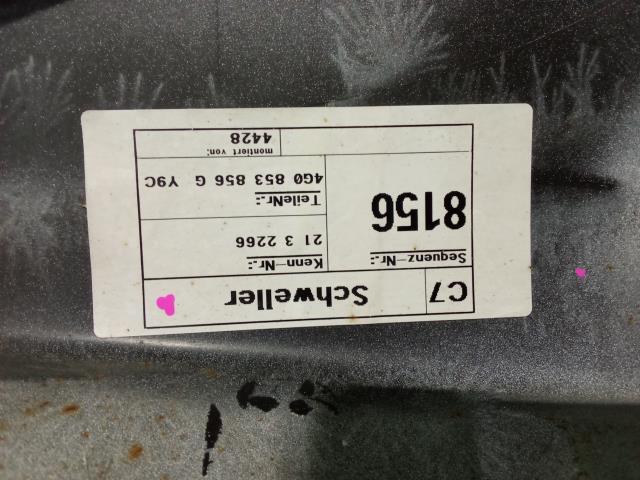 C7 Schweller
Sequenz-Nr.:
8156
Kenn-Nr.:
21 3 2266
TeileNr.:
4G0 853 856 G Y9C
montiert von:
4428